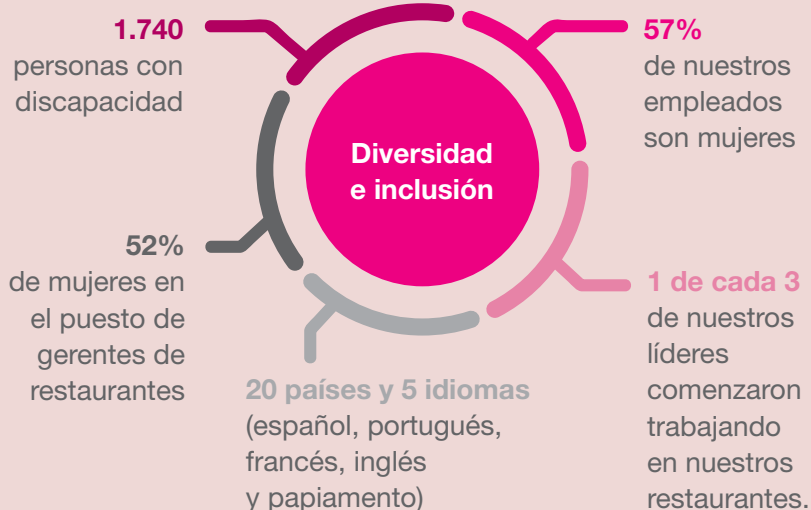 1.740
personas con
discapacidad
57%
de nuestros
empleados
son mujeres
Diversidad
e inclusión
52%
de mujeres en
el puesto de
gerentes de
restaurantes
1 de cada 3
de nuestros
líderes
comenzaron
trabajando
en nuestros
restaurantes.
20 países y 5 idiomas
(español, portugués,
francés, inglés
y papiamento)